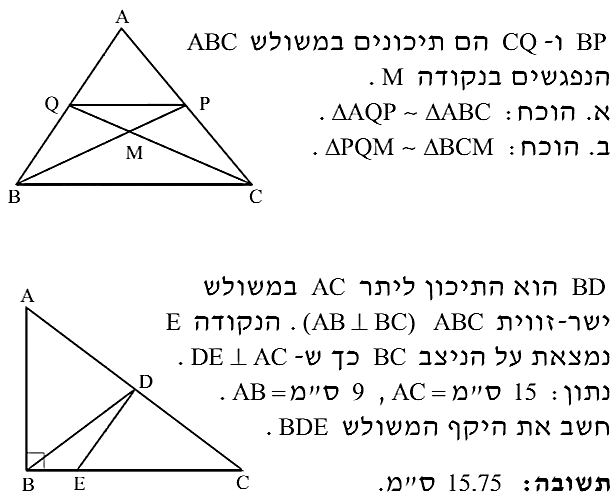 BP ו- CQ הם תיכונים במשולש ABC
הנפגשים בנקודה M .
א. הוכח: ΔAQP ~ ΔABC .
ב. הוכח: ΔPQM ~ ΔBCM .
A
Q
P
M
B
C
BD הוא התיכון ליתר AC במשולש
ישר-זווית ABC (AB ⊥ BC) . הנקודה E
נמצאת על הניצב BC כך ש- DE ⊥ AC .
נתון: 15 ס״מ=AC , 9 ס״מ=AB .
חשב את היקף המשולש BDE .
תשובה: 15.75 ס״מ.
A
D
B
E
C